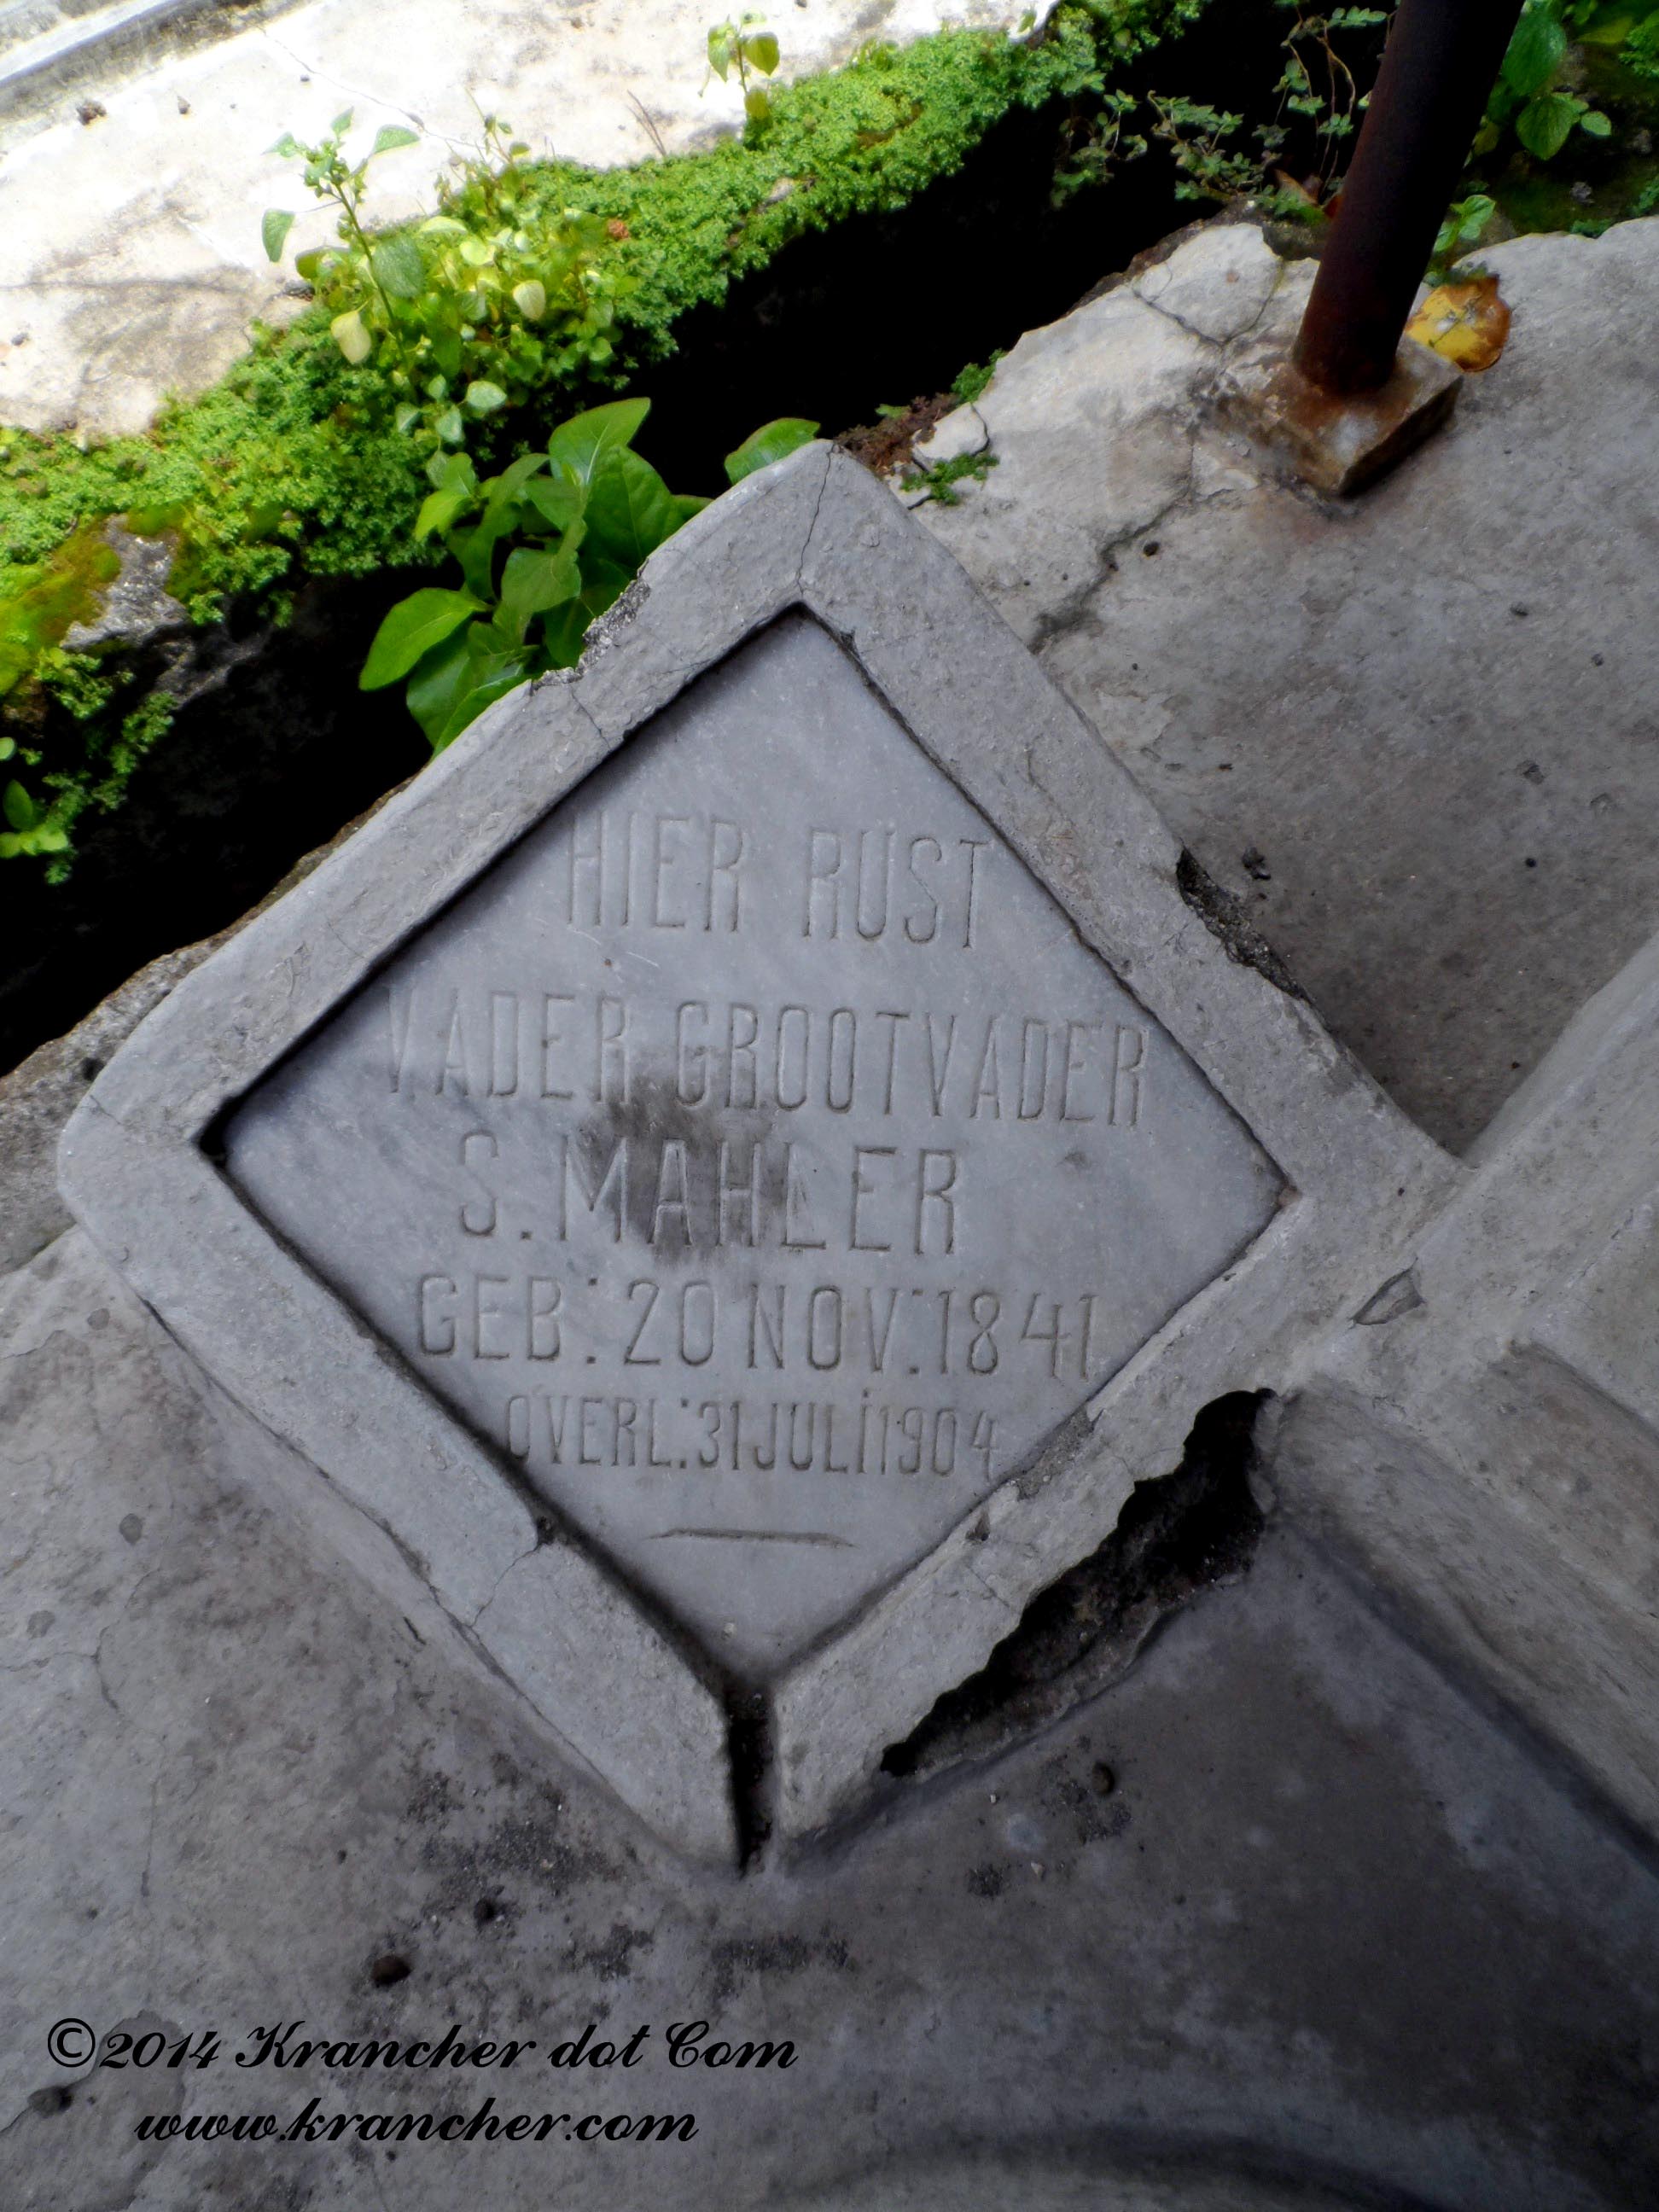 HIER RUST
VADER GROOTVADER
S. MAHLER
GEB: 20 NOV: 1841
OVERL: 31 JULI 1904
©2014 Krancher dot Com
www.krancher.com